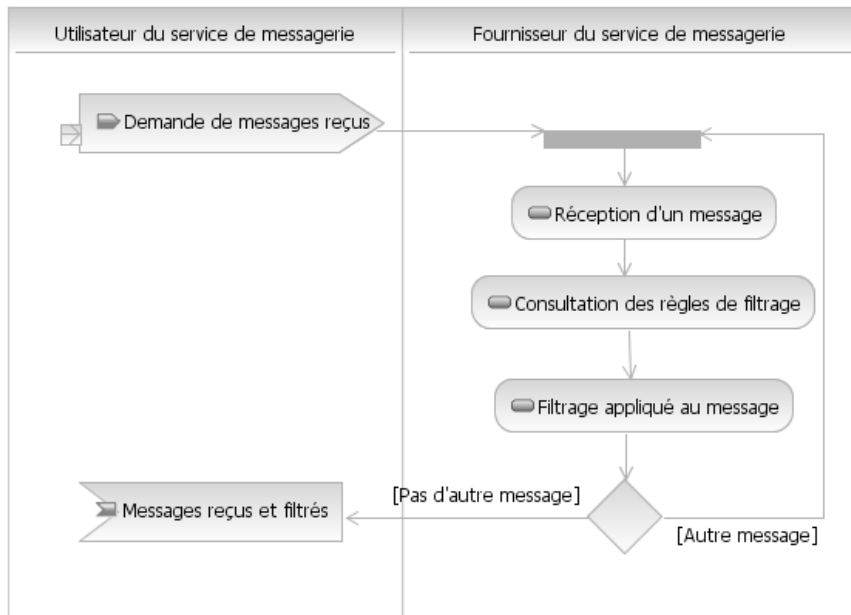 Utilisateur du service de messagerie
Fournisseur du service de messagerie
Demande de messages reçus
Réception d'un message
Consultation des règles de filtrage
Filtrage appliqué au message
[Pas d'autre message]
Messages reçus et filtrés
[Autre message]